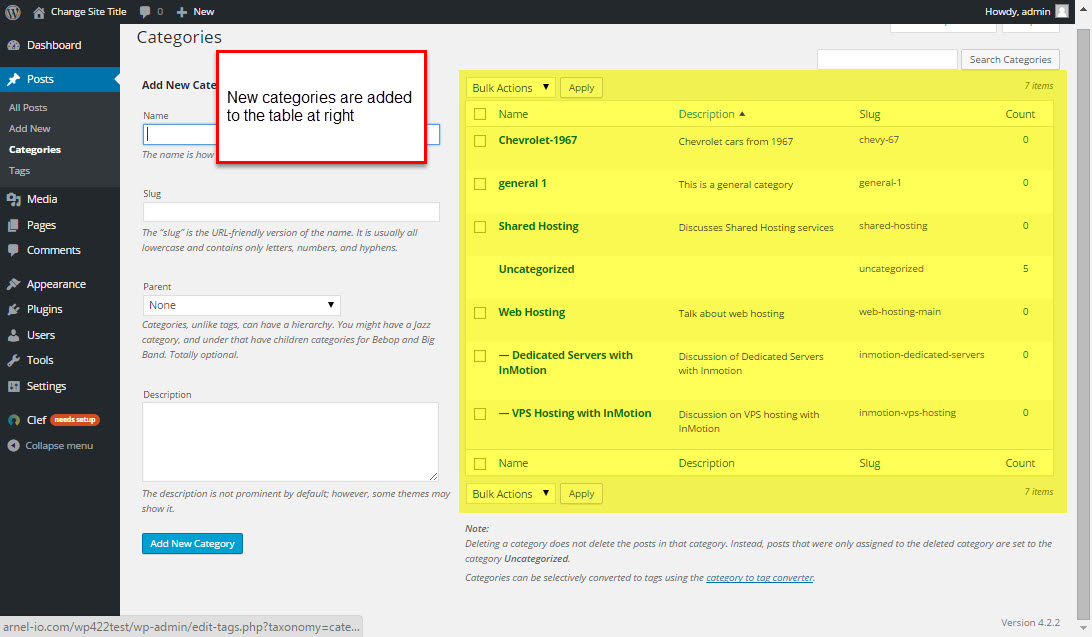 Change Site Title 0 New
Howdy, admin
Dashboard
Posts
All Posts
Add New
Categories
Tags
Media
Pages
Comments
Appearance
Plugins
Users
Tools
Settings
Clef needs setup
Collapse menu
Categories
Add New Cate
New categories are added
to the table at right
Name
The name is how
Slug
The "slug" is the URL-friendly version of the name. It is usually all
lowercase and contains only letters, numbers, and hyphens.
Parent
None
Categories, unlike tags, can have a hierarchy. You might have a Jazz
category, and under that have children categories for Bebop and Big
Band. Totally optional.
Description
The description is not prominent by default; however, some themes may
show it.
Add New Category
Search Categories
Bulk Actions Apply 7 items
Name Description Slug Count
Chevrolet-1967 Chevrolet cars from 1967 chevy-67 0
general 1 This is a general category general-1 0
Shared Hosting Discusses Shared Hosting services shared-hosting 0
Uncategorized uncategorized 5
Web Hosting Talk about web hosting web-hosting-main 0
— Dedicated Servers with Discussion of Dedicated Servers inmotion-dedicated-servers 0
InMotion with Inmotion
— VPS Hosting with InMotion Discussion on VPS hosting with inmotion-vps-hosting 0
InMotion
Name Description Slug Count
Bulk Actions Apply 7 items
Note:
Deleting a category does not delete the posts in that category. Instead, posts that were only assigned to the deleted category are set to the
category Uncategorized.
Categories can be selectively converted to tags using the category to tag converter.
Version 4.2.2
arnel-io.com/wp422test/wp-admin/edit-tags.php?taxonomy=cate...